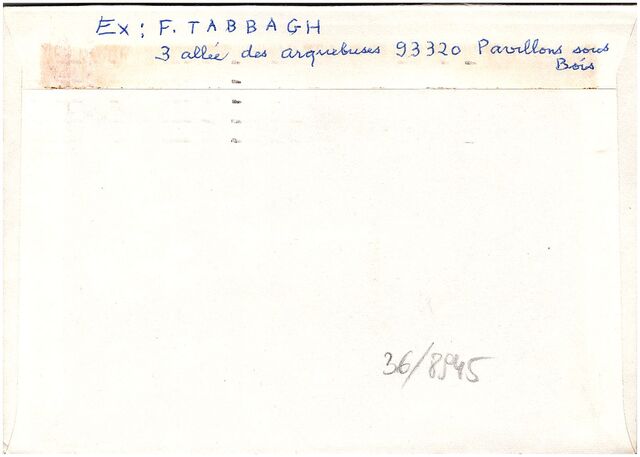 Ex: F. TABBAGH
3 allée des arquebuses 93320 Pavillons sous
Bois
36/8945